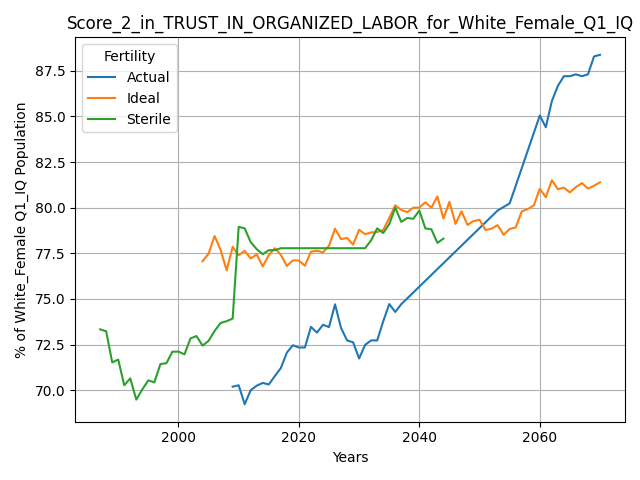 Score_2_in_TRUST_IN_ORGANIZED_LABOR_for_White_Female_Q1_IQ
Fertility
Actual
Ideal
Sterile
% of White_Female Q1_IQ Population
87.5
85.0
82.5
80.0
77.5
75.0
72.5
70.0
2000
2020
2040
2060
Years